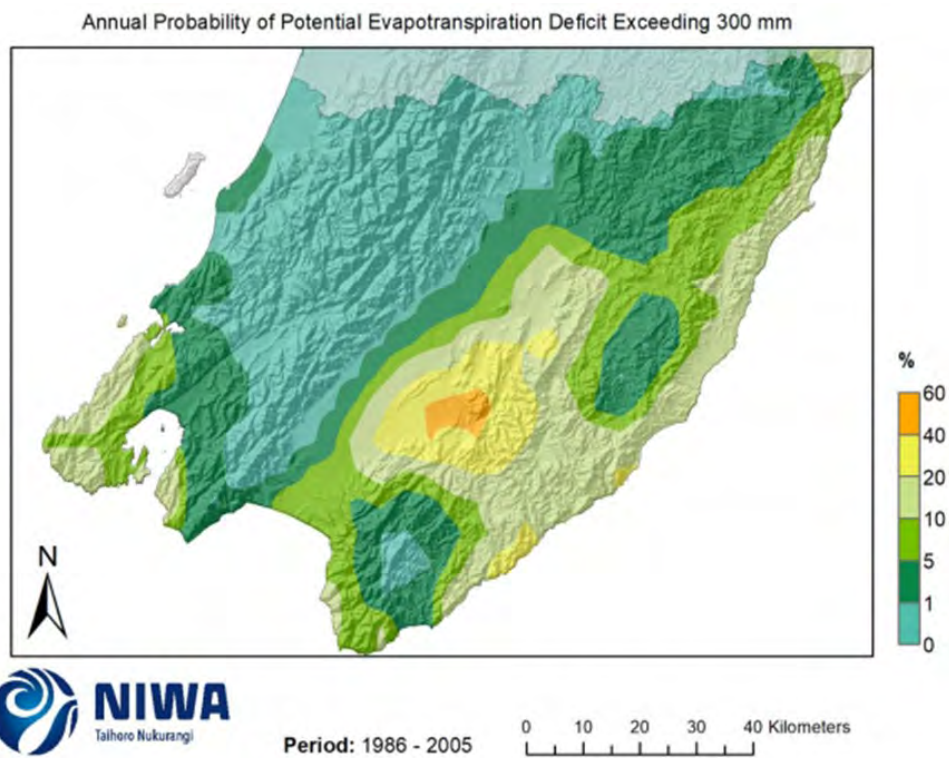 Annual Probability of Potential Evapotranspiration Deficit Exceeding 300 mm
%
60
40
20
10
5
1
0
N
NIWA
Taihoro Nukurangi
Period: 1986 - 2005
0 10 20 30 40 Kilometers